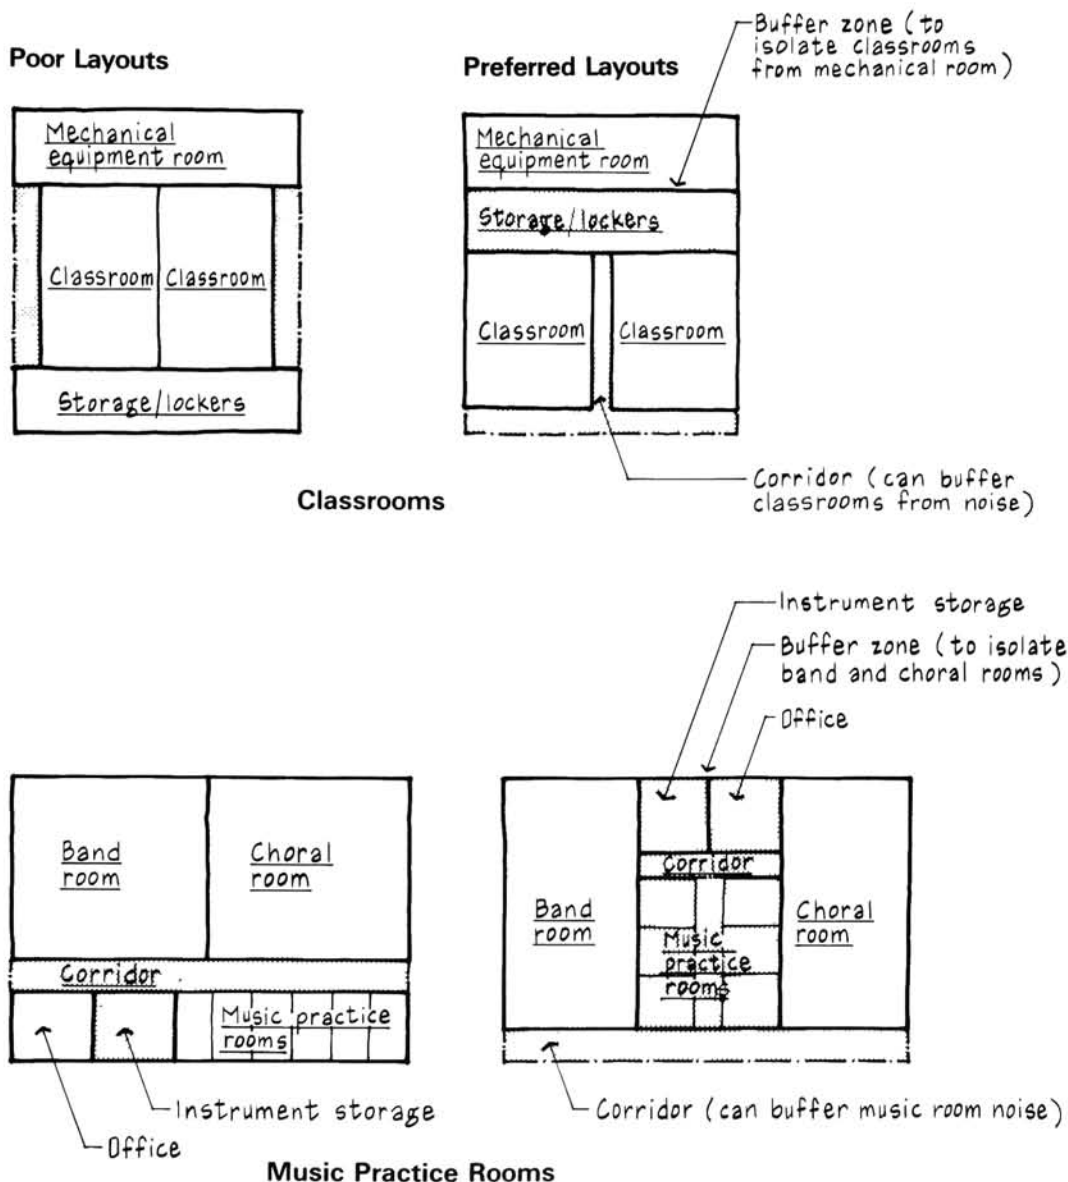 Poor Layouts
Preferred Layouts
Buffer zone (to
isolate classrooms
from mechanical room)
Mechanical
equipment room
Classroom
Classroom
Storage/lockers
Mechanical
equipment room
Storage/lockers
Classroom
Classroom
Corridor (can buffer
classrooms from noise)
Classrooms
Instrument storage
Buffer zone (to isolate
band and choral rooms)
Office
Band
room
Choral
room
Corridor
Music practice
rooms
Instrument storage
Office
Corridor
Band
room
Music
practice
rooms
Choral
room
Corridor (can buffer music room noise)
Music Practice Rooms